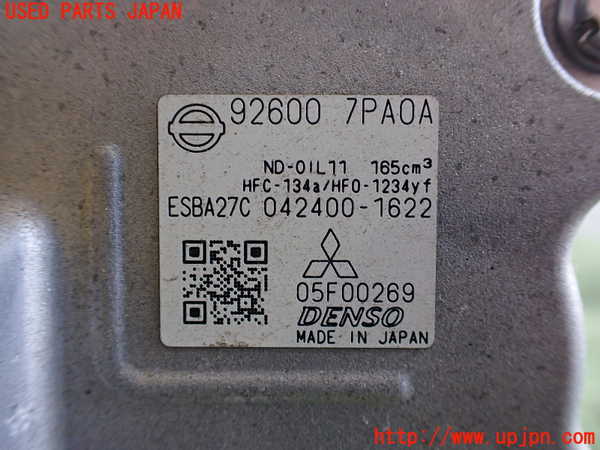 USED PARTS JAPAN
92600 7PA0A
ND-OIL11 165cm³
HFC-134a/HFO-1234yf
ESBA27C 042400-1622
05F00269
DENSO
MADE IN JAPAN
http://www.upjpn.com/